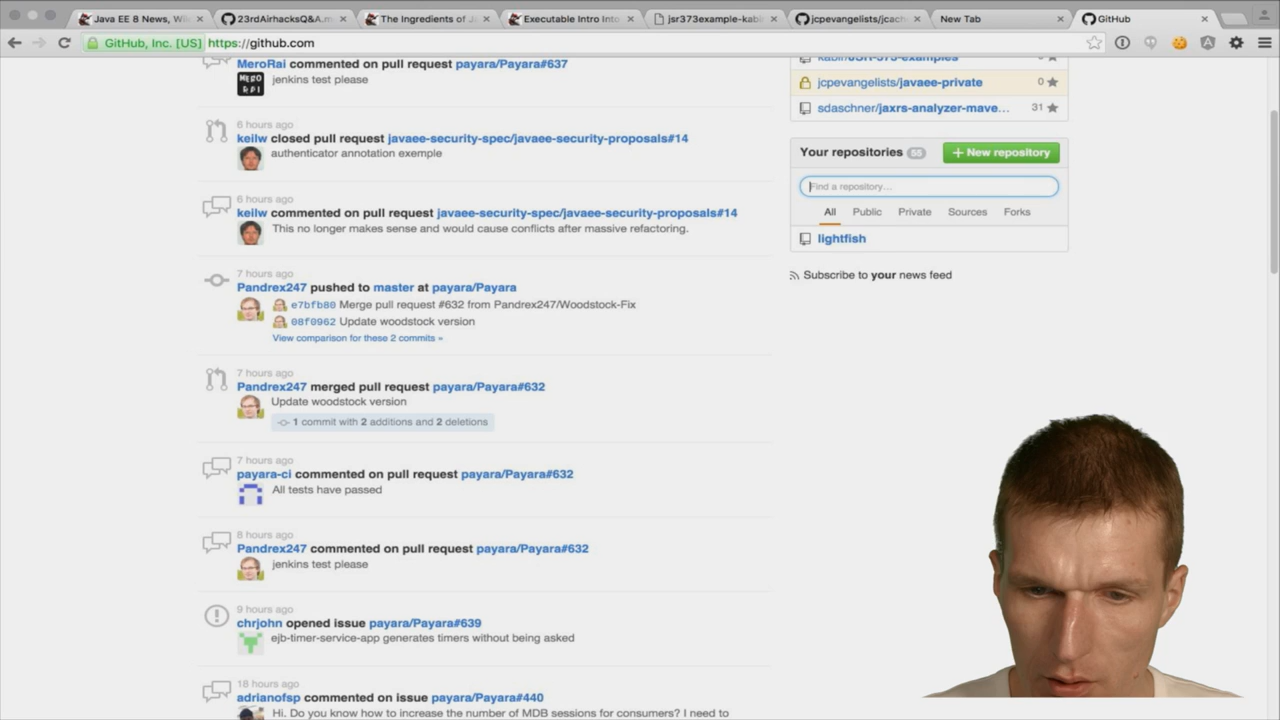 Java EE 8 News, Wi
23rdAirhacksQ&A.m
The Ingredients of J
Executable Intro Into
jsr373example-kabi
jcpevangelists/jcac
New Tab
GitHub
GitHub, Inc. [US] https://github.com
MeroRai commented on pull request payara/Payara#637
MERO
jenkins test please
6 hours ago
keilw closed pull request javaee-security-spec/javaee-security-proposals#14
authenticator annotation exemple
6 hours ago
keilw commented on pull request javaee-security-spec/javaee-security-proposals#14
This no longer makes sense and would cause conflicts after massive refactoring.
7 hours ago
Pandrex247 pushed to master at payara/Payara
e7bfb80 Merge pull request #632 from Pandrex247/Woodstock-Fix
08f0962 Update woodstock version
View comparison for these 2 commits »
7 hours ago
Pandrex247 merged pull request payara/Payara#632
Update woodstock version
1 commit with 2 additions and 2 deletions
7 hours ago
payara-ci commented on pull request payara/Payara#632
All tests have passed
8 hours ago
Pandrex247 commented on pull request payara/Payara#632
jenkins test please
9 hours ago
chrjohn opened issue payara/Payara#639
ejb-timer-service-app generates timers without being asked
18 hours ago
adrianofsp commented on issue payara/Payara#440
Hi. Do you know how to increase the number of MDB sessions for consumers? I need to
kabir/JSR-373-examples
jcpevangelists/javaee-private 0
sdaschner/jaxrs-analyzer-mave… 31
Your repositories 55
+ New repository
Find a repository…
All Public Private Sources Forks
lightfish
Subscribe to your news feed